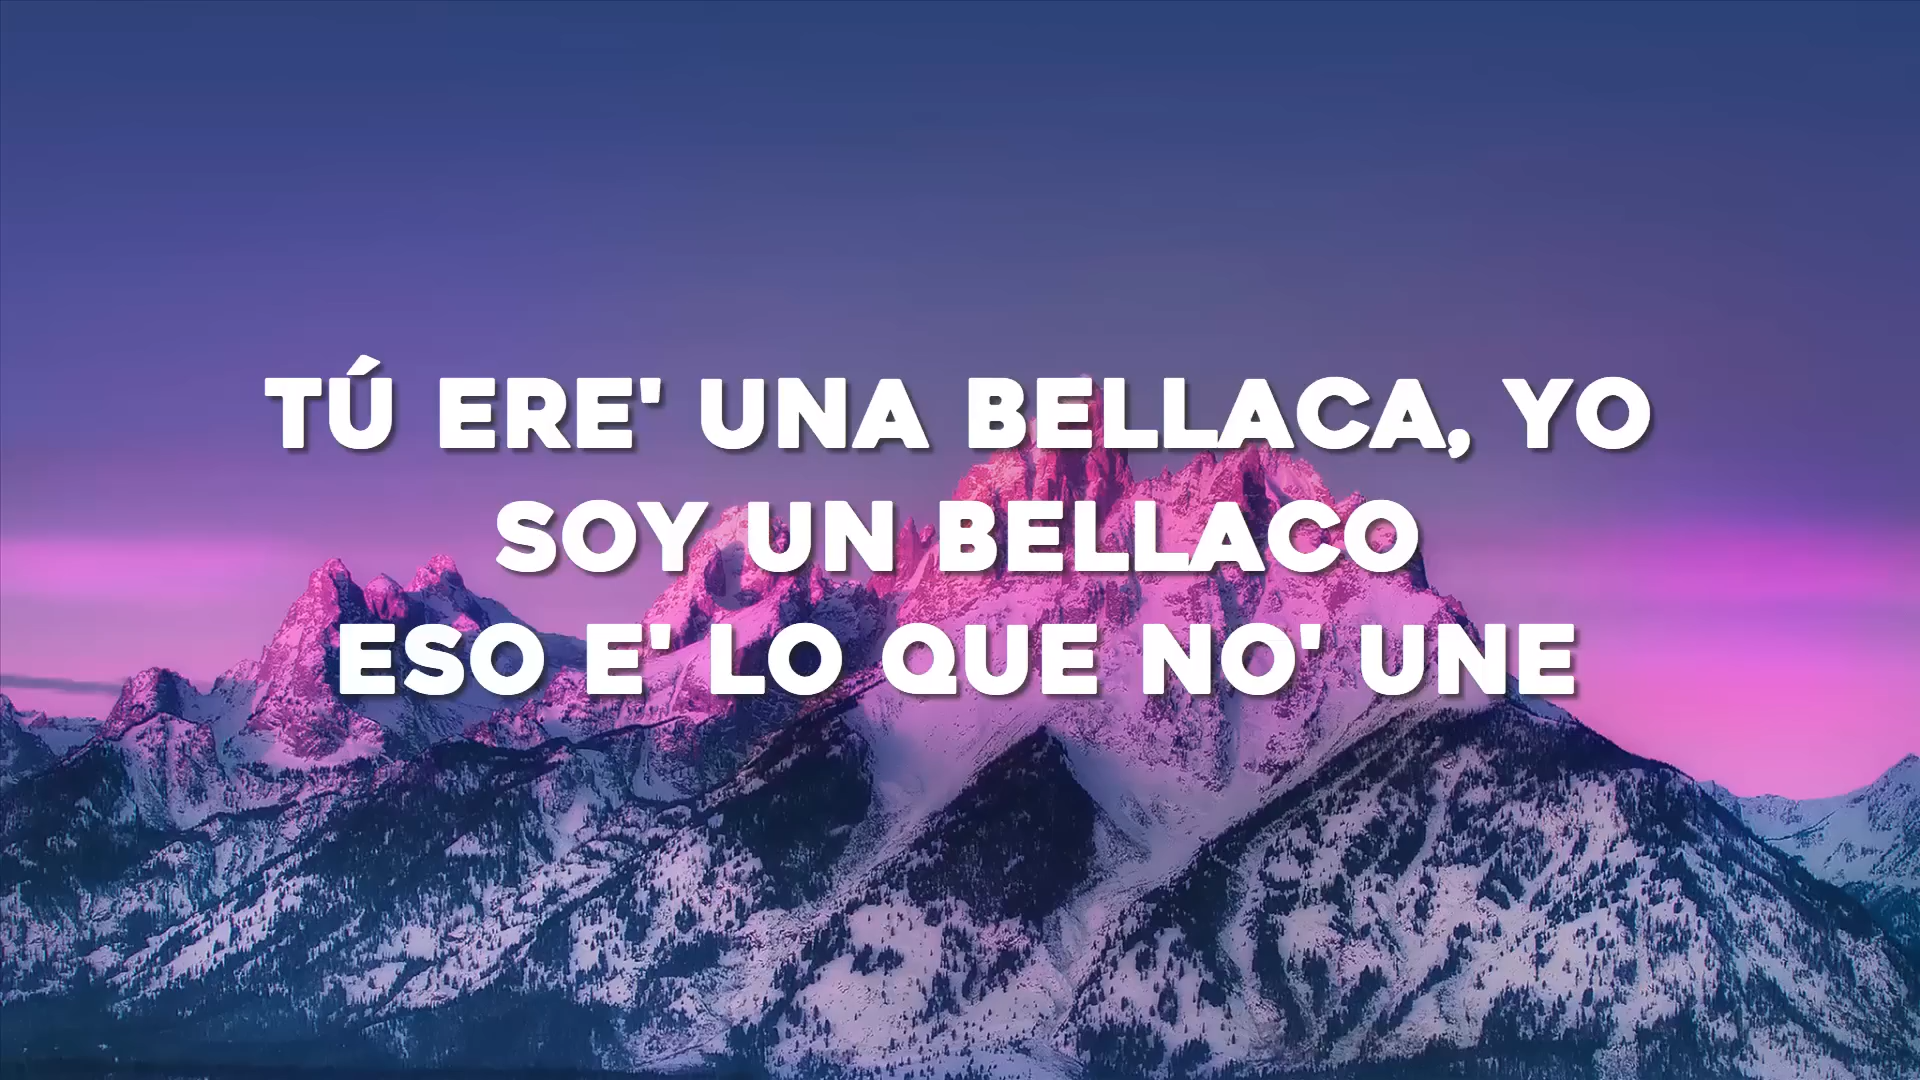 TÚ ERE' UNA BELLACA, YO
SOY UN BELLACO
ESO E' LO QUE NO' UNE